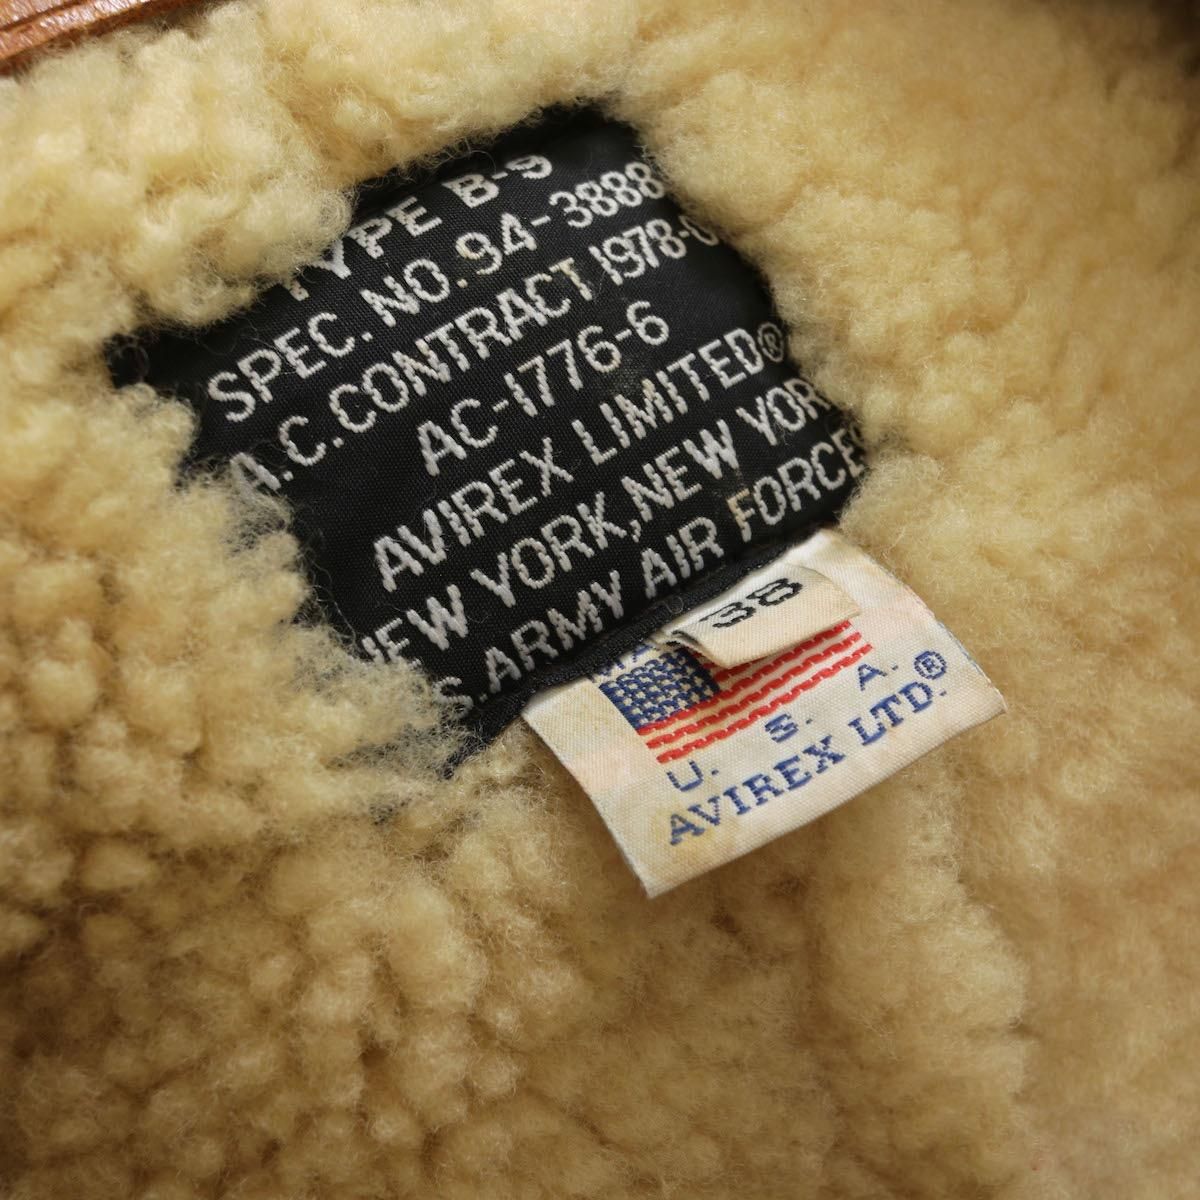 TYPE B-9
SPEC. NO. 94-3888
A.C. CONTRACT 1978-0
AC-1776-6
AVIREX LIMITED®
NEW YORK, NEW YOR
S. ARMY AIR FORCES
38
U. S. A.
AVIREX LTD.®